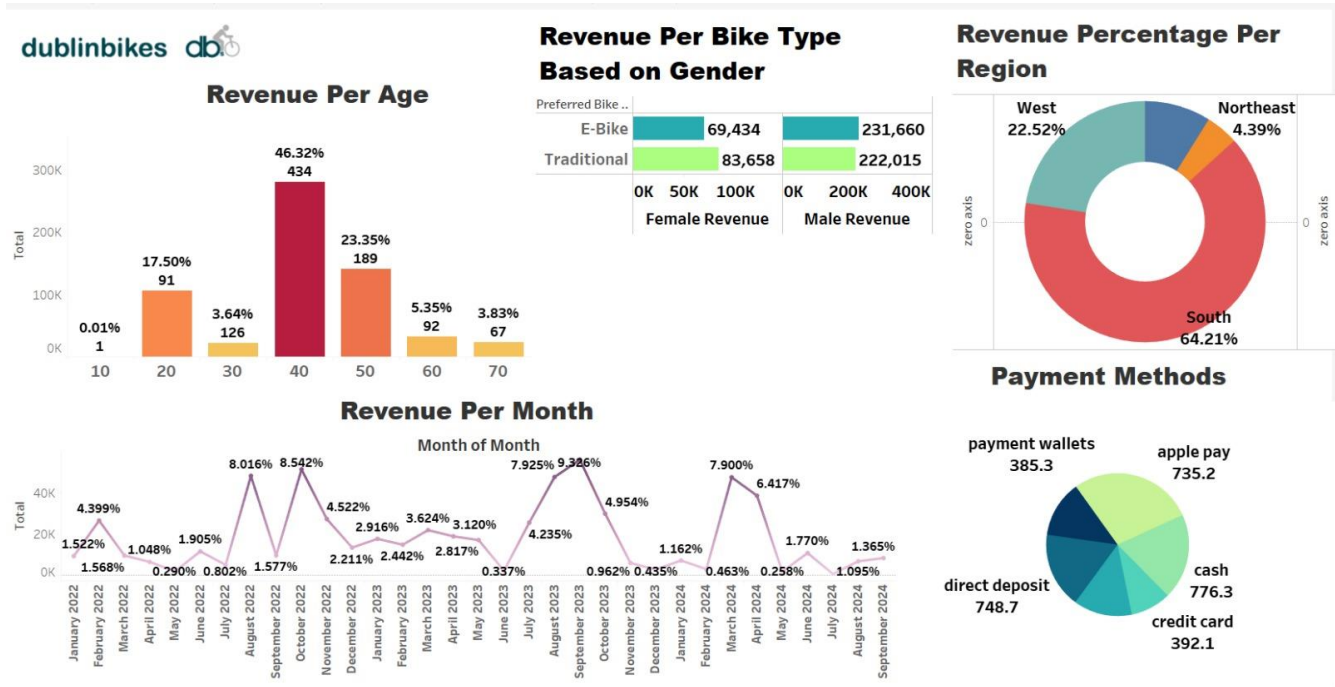 dublinbikes db.
Revenue Per Age
Total
300K
200K
100K
0K
0.01%
1
17.50%
91
3.64%
126
46.32%
434
23.35%
189
5.35%
92
3.83%
67
10 20 30 40 50 60 70
Revenue Per Bike Type
Based on Gender
Preferred Bike ..
E-Bike 69,434 231,660
Traditional 83,658 222,015
0K 50K 100K 0K 200K 400K
Female Revenue Male Revenue
Revenue Percentage Per
Region
West
22.52%
Northeast
4.39%
South
64.21%
zero axis
0
0
zero axis
Revenue Per Month
Month of Month
Total
40K
20K
0K
1.522%
4.399%
1.568%
1.048%
0.290%
1.905%
0.802%
8.016%
1.577%
8.542%
4.522%
2.211%
2.916%
2.442%
3.624%
2.817%
3.120%
0.337%
4.235%
7.925%
9.326%
4.954%
0.962%
0.435%
1.162%
0.463%
7.900%
6.417%
0.258%
1.770%
1.095%
1.365%
January 2022
February 2022
March 2022
April 2022
May 2022
June 2022
July 2022
August 2022
September 2022
October 2022
November 2022
December 2022
January 2023
February 2023
March 2023
April 2023
May 2023
June 2023
July 2023
August 2023
September 2023
October 2023
November 2023
December 2023
January 2024
February 2024
March 2024
April 2024
May 2024
June 2024
July 2024
August 2024
September 2024
Payment Methods
payment wallets
385.3
apple pay
735.2
direct deposit
748.7
cash
776.3
credit card
392.1